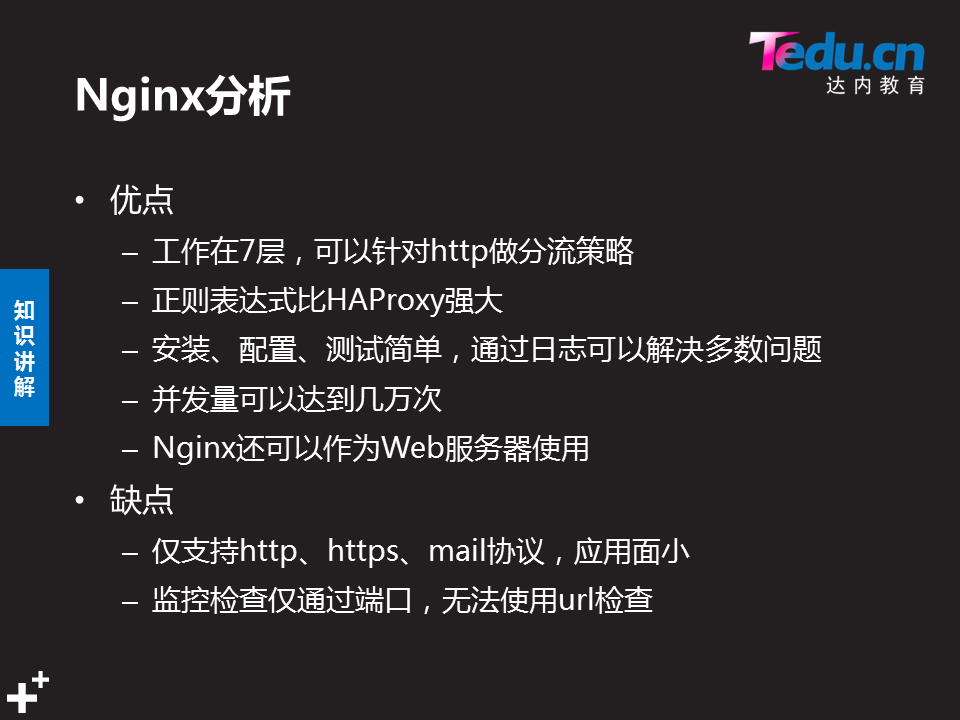 Tedu.cn
达内教育
Nginx分析
• 优点
– 工作在7层，可以针对http做分流策略
– 正则表达式比HAProxy强大
– 安装、配置、测试简单，通过日志可以解决多数问题
– 并发量可以达到几万次
– Nginx还可以作为Web服务器使用
• 缺点
– 仅支持http、https、mail协议，应用面小
– 监控检查仅通过端口，无法使用url检查
知
识
讲
解